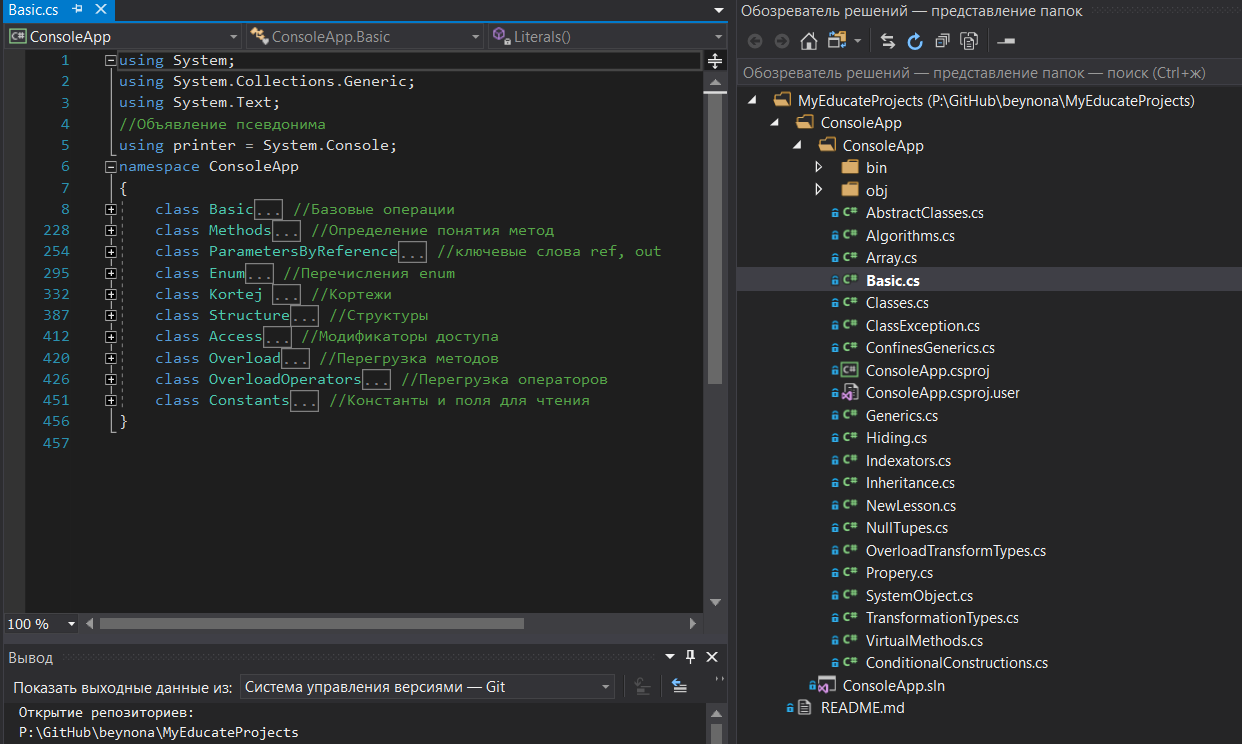 Basic.cs
ConsoleApp
ConsoleApp.Basic
Literals()
1 using System;
2 using System.Collections.Generic;
3 using System.Text;
4 //Объявление псевдонима
5 using printer = System.Console;
6 namespace ConsoleApp
7 {
8 class Basic... //Базовые операции
228 class Methods... //Определение понятия метод
254 class ParametersByReference... //ключевые слова ref, out
295 class Enum... //Перечисления enum
332 class Kortej ... //Кортежи
387 class Structure... //Структуры
412 class Access... //Модификаторы доступа
420 class Overload... //Перегрузка методов
426 class OverloadOperators... //Перегрузка операторов
451 class Constants... //Константы и поля для чтения
456 }
457
100 %
Вывод
Показать выходные данные из: Система управления версиями — Git
Открытие репозиториев:
P:\GitHub\beynona\MyEducateProjects
Обозреватель решений — представление папок
Обозреватель решений — представление папок — поиск (Ctrl+ж)
MyEducateProjects (P:\GitHub\beynona\MyEducateProjects)
ConsoleApp
ConsoleApp
bin
obj
C# AbstractClasses.cs
C# Algorithms.cs
C# Array.cs
C# Basic.cs
C# Classes.cs
C# ClassException.cs
C# ConfinesGenerics.cs
C# ConsoleApp.csproj
ConsoleApp.csproj.user
C# Generics.cs
C# Hiding.cs
C# Indexators.cs
C# Inheritance.cs
C# NewLesson.cs
C# NullTupes.cs
C# OverloadTransformTypes.cs
C# Propery.cs
C# SystemObject.cs
C# TransformationTypes.cs
C# VirtualMethods.cs
C# ConditionalConstructions.cs
ConsoleApp.sln
README.md